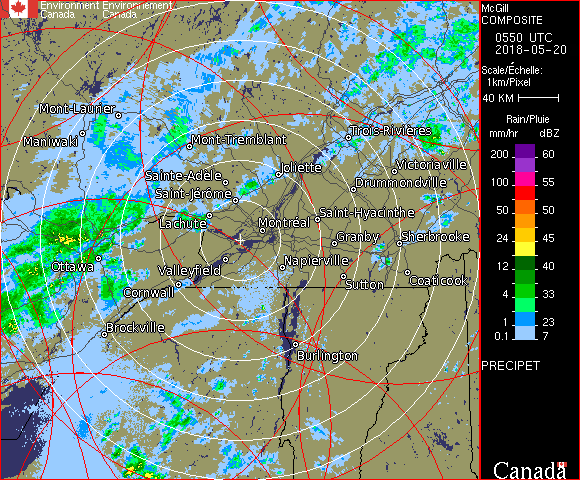 Environment Environnement
Canada Canada
McGill
COMPOSITE
0550 UTC
2018-05-20
Scale/Échelle:
1km/Pixel
40 KM
Rain/Pluie
mm/hr dBZ
200 60
150 55
100 50
50 45
24 40
12 33
4 23
1 7
0.1
PRECIPET
Canada
Mont-Laurier
Maniwaki
Mont-Tremblant
Trois-Rivières
Sainte-Adèle
Joliette
Victoriaville
Saint-Jérôme
Drummondville
Lachute
Saint-Hyacinthe
Montréal
Granby
Sherbrooke
Ottawa
Valleyfield
Napierville
Cornwall
Sutton
Coaticook
Brockville
Burlington